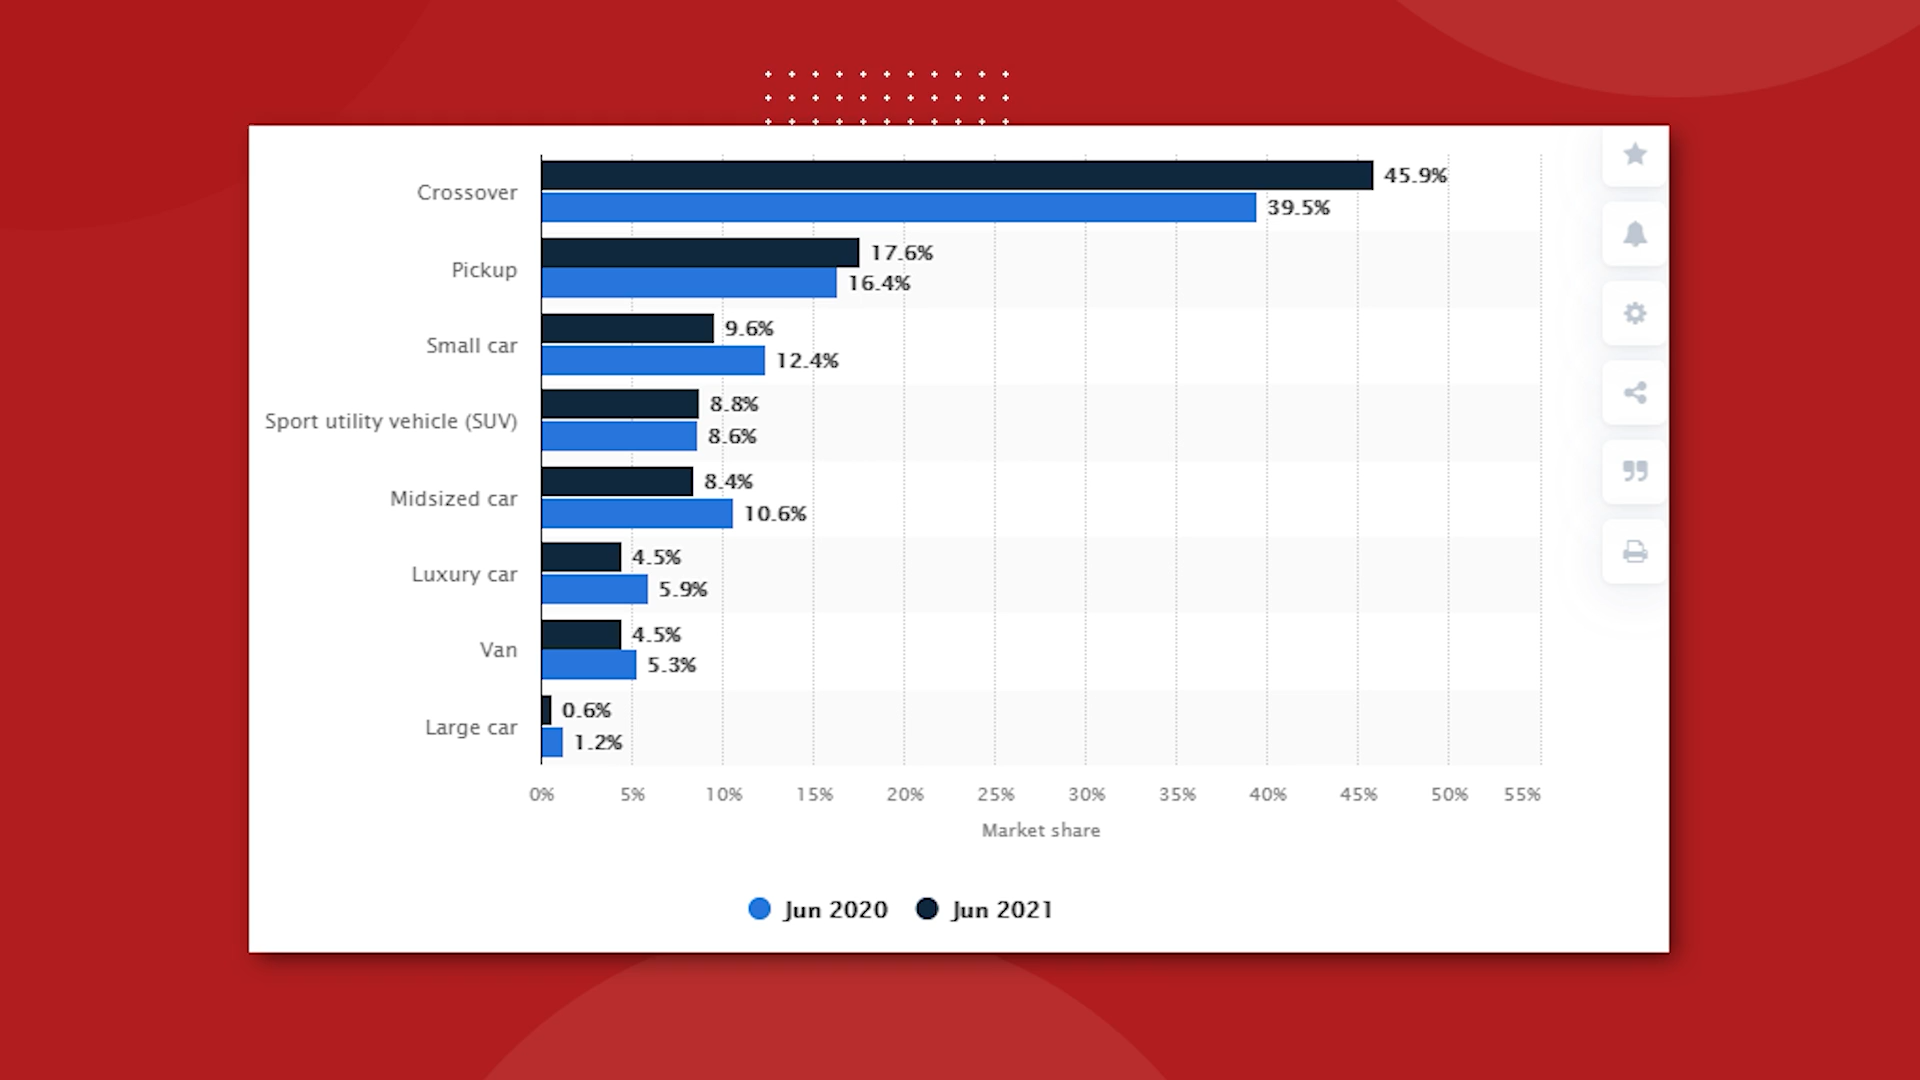 Crossover
45.9%
39.5%
Pickup
17.6%
16.4%
Small car
9.6%
12.4%
Sport utility vehicle (SUV)
8.8%
8.6%
Midsized car
8.4%
10.6%
Luxury car
4.5%
5.9%
Van
4.5%
5.3%
Large car
0.6%
1.2%
0% 5% 10% 15% 20% 25% 30% 35% 40% 45% 50% 55%
Market share
Jun 2020 Jun 2021